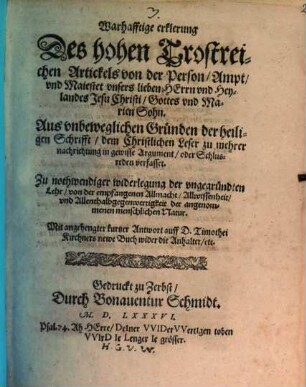 Warhafftige erklerung
Des hohen Trostrei-
chen Artickels von der Person/ Ampt/
vnd Maiestet vnsers lieben HErrn vnd Hey-
landes Jesu Christi/ Gottes vnd Ma-
rien Sohn.
Aus vnbeweglichen Gründen der heili-
gen Schrifft/ dem Christlichen Leser zu mehrer
nachrichtung in gewisse Argument/ oder Schlus-
reden verfasset.
Zu nothwendiger widerlegung der vngegründten
Lehr/ von der empfangenen Allmacht/ Allwissenheit/
vnd Allenthalbgegenwertigkeit der angenom-
menen menschlichen Natur.
Mit angehengter kurtzer Antwort auff D. Timothei
Kirchners newe Buch wider die Anhalter/ etc.
Gedruckt zu Zerbst/
Durch Bonauentur Schmidt.
M. D. LXXXVI.
Psal. 74. Ah HErre/ Deiner VVIDerVVertigen toben
VVIrD ie Lenger ie grösser.
H G. V. W.